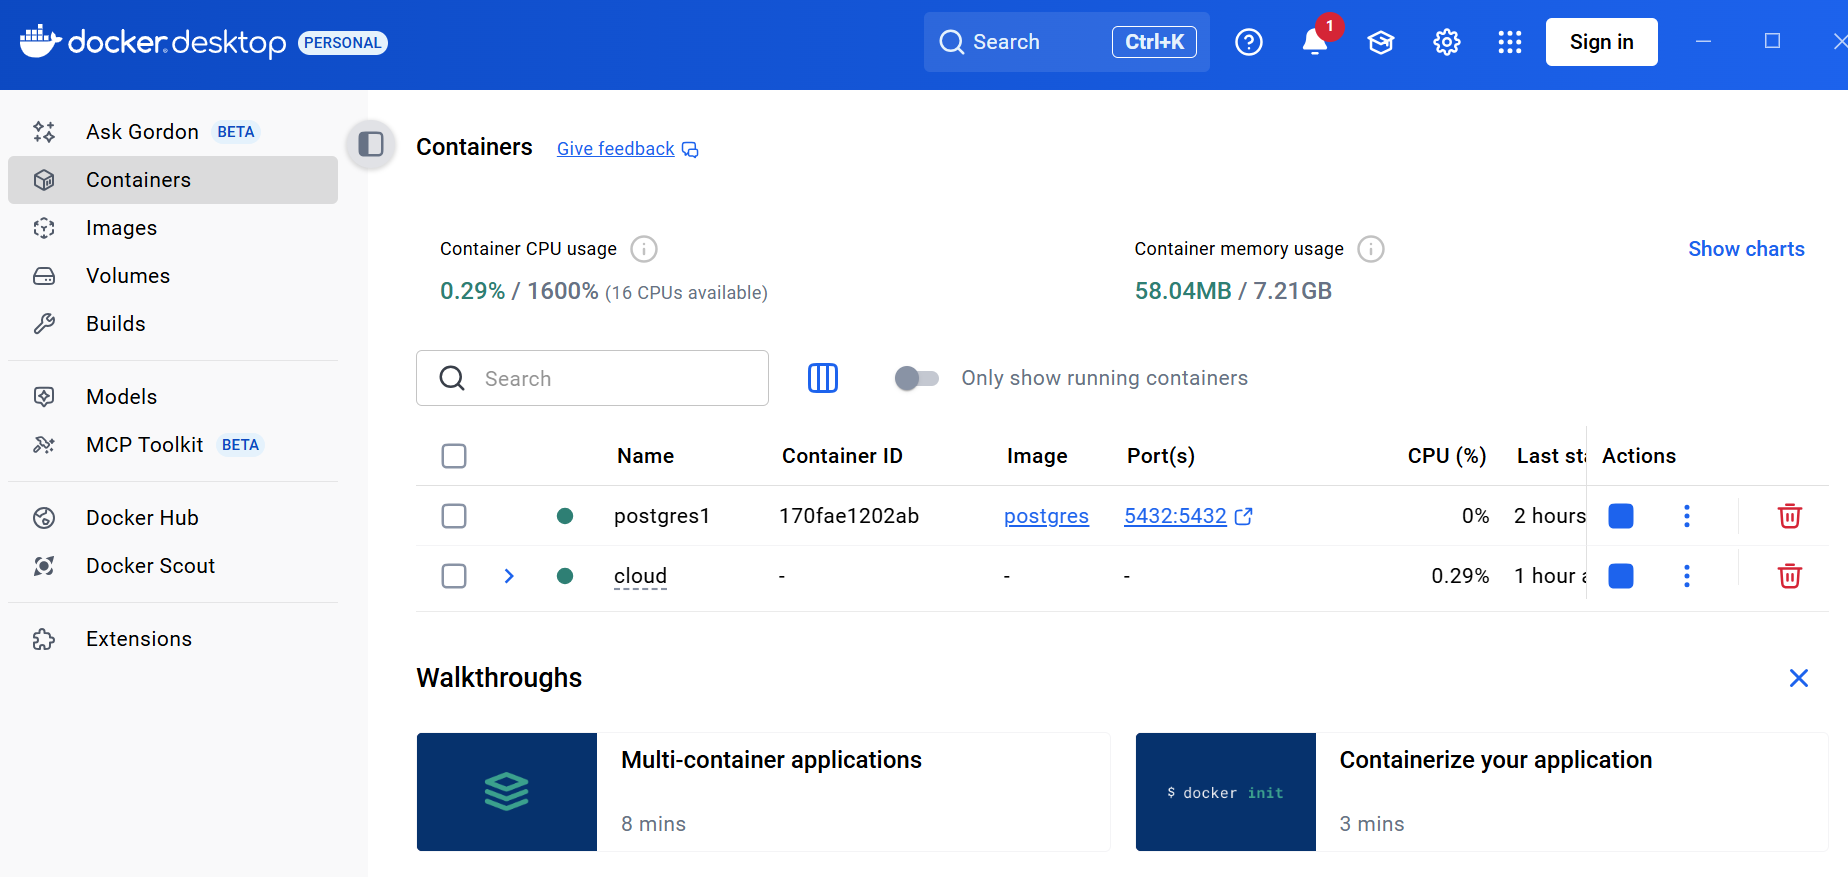 docker desktop PERSONAL
Search Ctrl+K
1
Sign in
Ask Gordon BETA
Containers
Images
Volumes
Builds
Models
MCP Toolkit BETA
Docker Hub
Docker Scout
Extensions
Containers Give feedback
Container CPU usage
0.29% / 1600% (16 CPUs available)
Container memory usage
58.04MB / 7.21GB
Show charts
Search
Only show running containers
Name Container ID Image Port(s) CPU (%) Last sta Actions
postgres1 170fae1202ab postgres 5432:5432 0% 2 hours
cloud - - - 0.29% 1 hour a
Walkthroughs
Multi-container applications
8 mins
$ docker init
Containerize your application
3 mins